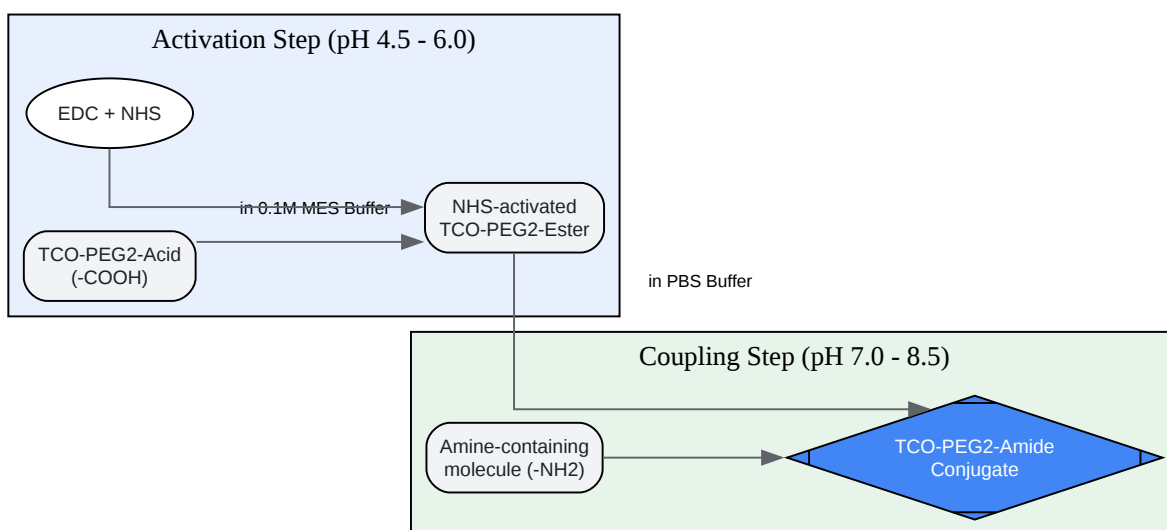 Activation Step (pH 4.5 - 6.0)
EDC + NHS
in 0.1M MES Buffer
NHS-activated
TCO-PEG2-Ester
TCO-PEG2-Acid
(-COOH)
in PBS Buffer
Coupling Step (pH 7.0 - 8.5)
Amine-containing
molecule (-NH2)
TCO-PEG2-Amide
Conjugate